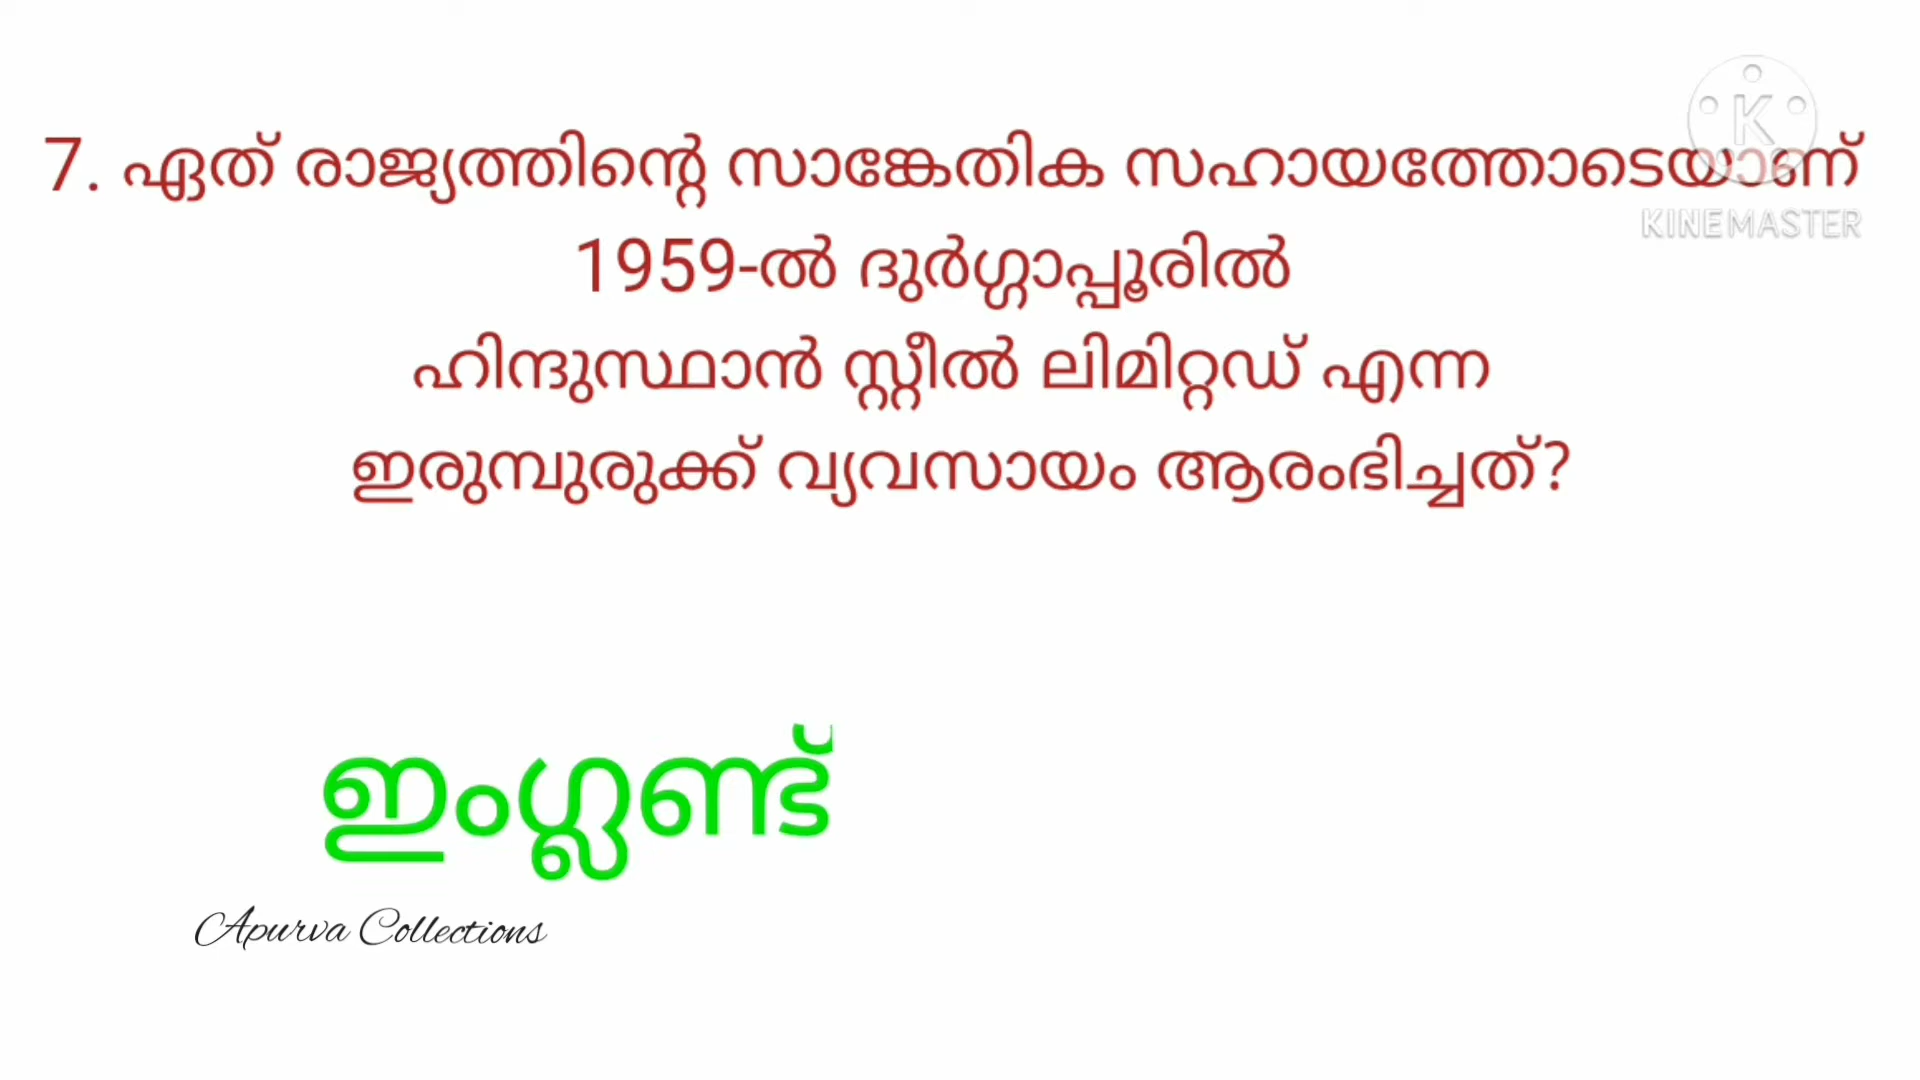 7. ഏത് രാജ്യത്തിന്റെ സാങ്കേതിക സഹായത്തോടെയാണ്
1959-ൽ ദുർഗ്ഗാപ്പൂരിൽ
ഹിന്ദുസ്ഥാൻ സ്റ്റീൽ ലിമിറ്റഡ് എന്ന
ഇരുമ്പുരുക്ക് വ്യവസായം ആരംഭിച്ചത്?
ഇംഗ്ലണ്ട്
Apurva Collections
K
KINEMASTER